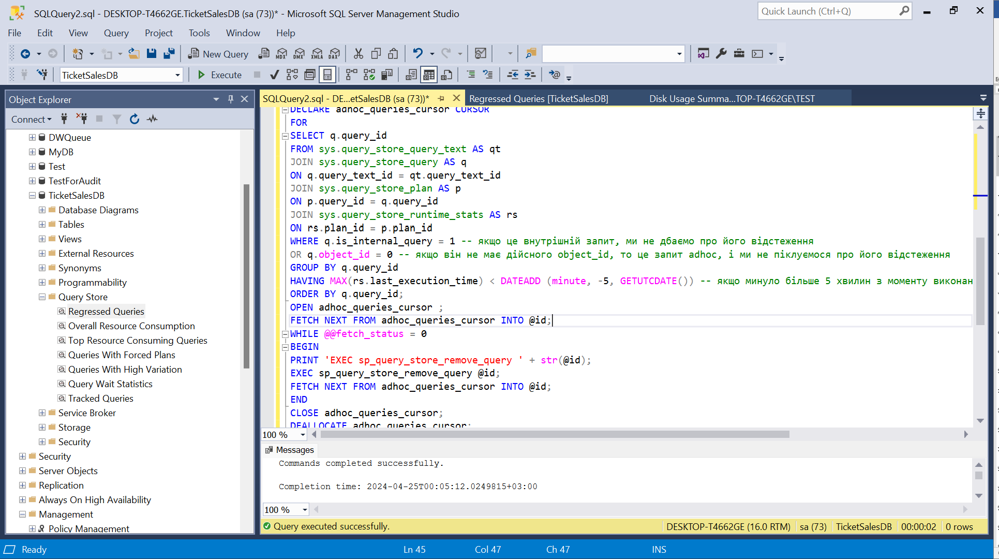 SQLQuery2.sql - DESKTOP-T4662GE.TicketSalesDB (sa (73))* - Microsoft SQL Server Management Studio
Quick Launch (Ctrl+Q)
File Edit View Query Project Tools Window Help
New Query MDX DMX XMLA DAX
TicketSalesDB Execute
Object Explorer
Connect
DWQueue
MyDB
Test
TestForAudit
TicketSalesDB
Database Diagrams
Tables
Views
External Resources
Synonyms
Programmability
Query Store
Regressed Queries
Overall Resource Consumption
Top Resource Consuming Queries
Queries With Forced Plans
Queries With High Variation
Query Wait Statistics
Tracked Queries
Service Broker
Storage
Security
Security
Server Objects
Replication
Always On High Availability
Management
Policy Management
SQLQuery2.sql - DE...etSalesDB (sa (73))* Regressed Queries [TicketSalesDB] Disk Usage Summa...TOP-T4662GE\TEST
DECLARE adhoc_queries_cursor CURSOR
FOR
SELECT q.query_id
FROM sys.query_store_query_text AS qt
JOIN sys.query_store_query AS q
ON q.query_text_id = qt.query_text_id
JOIN sys.query_store_plan AS p
ON p.query_id = q.query_id
JOIN sys.query_store_runtime_stats AS rs
ON rs.plan_id = p.plan_id
WHERE q.is_internal_query = 1 -- якщо це внутрішній запит, ми не дбаємо про його відстеження
OR q.object_id = 0 -- якщо він не має дійсного object_id, то це запит adhoc, і ми не піклуємося про його відстеження
GROUP BY q.query_id
HAVING MAX(rs.last_execution_time) < DATEADD (minute, -5, GETUTCDATE()) -- якщо минуло більше 5 хвилин з моменту виконан
ORDER BY q.query_id;
OPEN adhoc_queries_cursor ;
FETCH NEXT FROM adhoc_queries_cursor INTO @id;
WHILE @@fetch_status = 0
BEGIN
PRINT 'EXEC sp_query_store_remove_query ' + str(@id);
EXEC sp_query_store_remove_query @id;
FETCH NEXT FROM adhoc_queries_cursor INTO @id;
END
CLOSE adhoc_queries_cursor;
DEALLOCATE adhoc_queries_cursor;
100 %
Messages
Commands completed successfully.
Completion time: 2024-04-25T00:05:12.0249815+03:00
100 %
Query executed successfully. DESKTOP-T4662GE (16.0 RTM) sa (73) TicketSalesDB 00:00:02 0 rows
Ready Ln 45 Col 47 Ch 47 INS